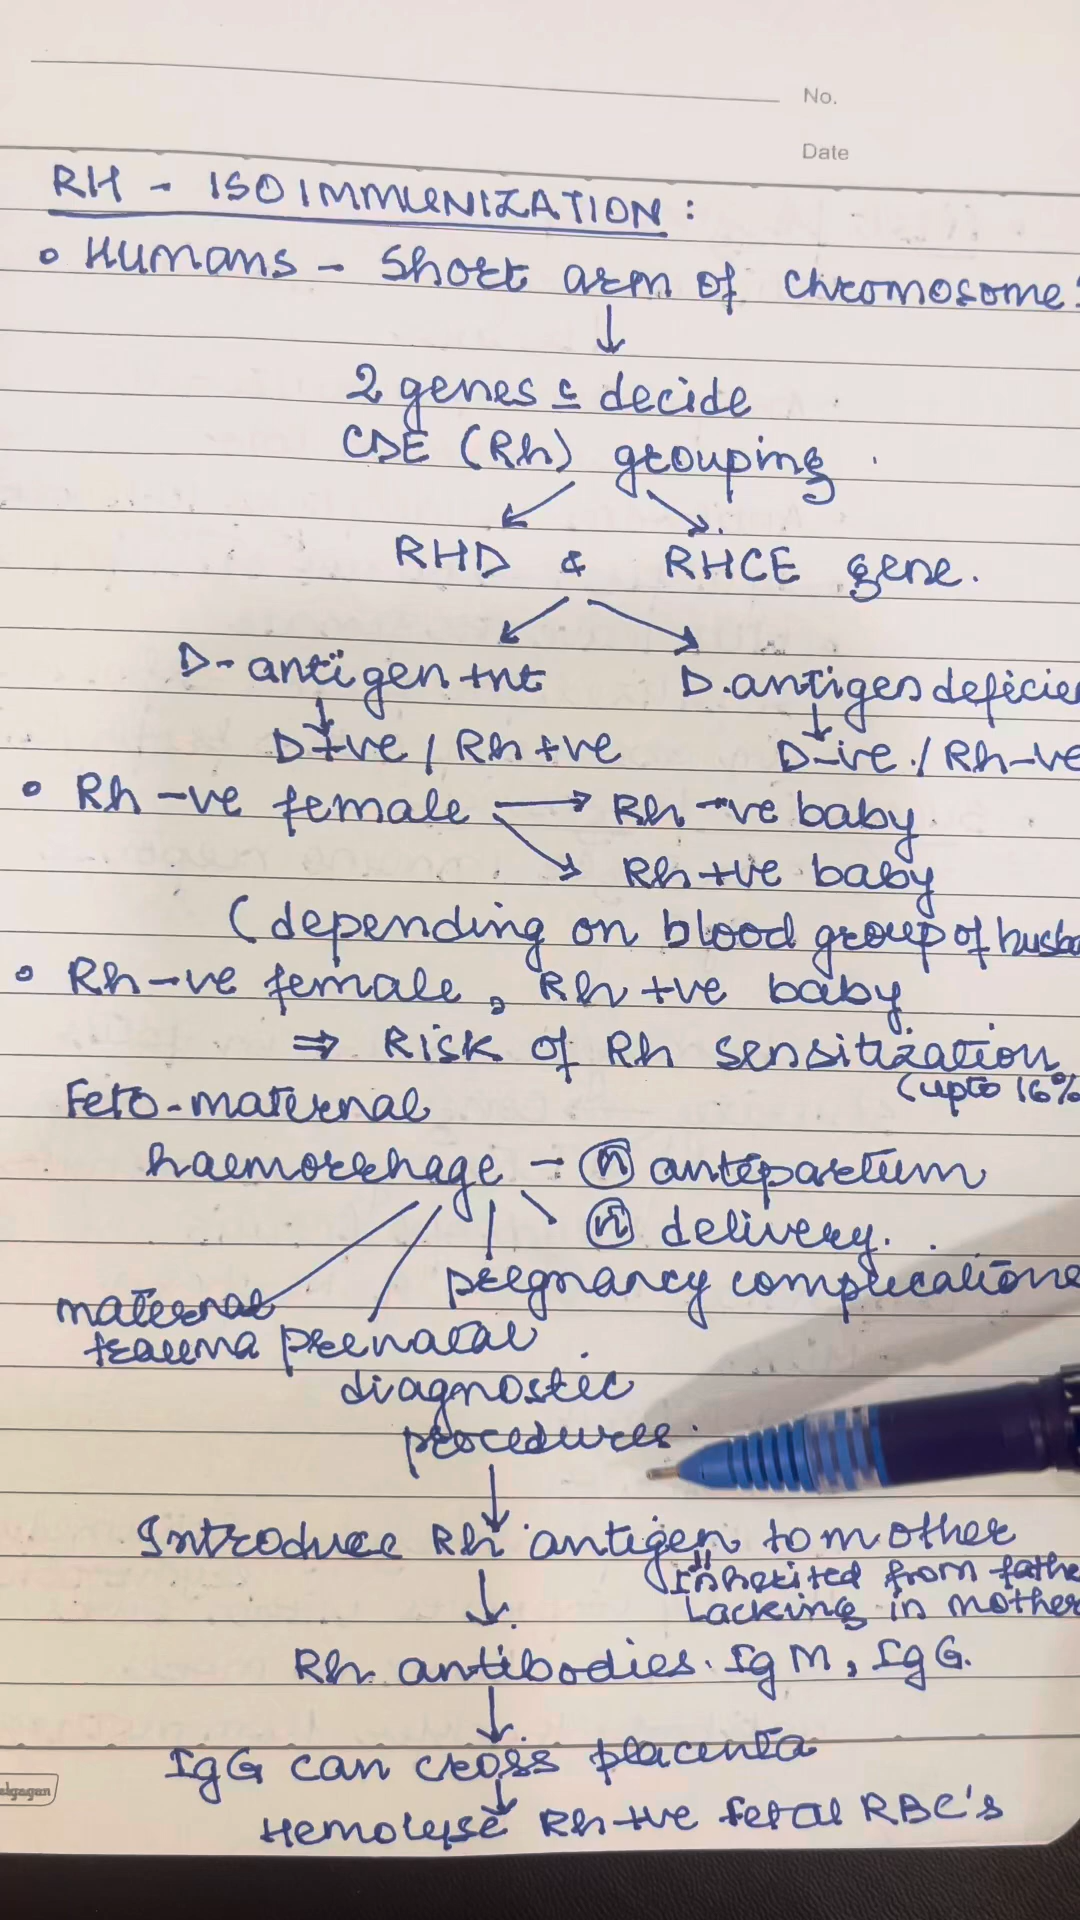 No.
Date
RH - ISOIMMUNIZATION :
• Humans - Short arm of chromosome
↓
2 genes c̄ decide
CDE (Rh) grouping
RHD & RHCE gene.
D-antigen +nt D.antigen deficie
↓ ↓
D+ve / Rh+ve D-ve / Rh-ve
• Rh -ve female → Rh -ve baby
Rh +ve baby
(depending on blood group of husba
• Rh-ve female, Rh +ve baby
⇒ Risk of Rh sensitization
(upto 16%
Feto-maternal
haemorrhage - ⓝ antepartum
ⓝ delivery.
pregnancy complications
maternal
trauma prenatal
diagnostic
procedures.
↓
Introduce Rh antigen to mother
Inherited from fathe
Lacking in mother
↓
Rh antibodies. IgM, IgG.
↓
IgG can cross placenta
↓
Hemolyse Rh +ve fetal RBC's